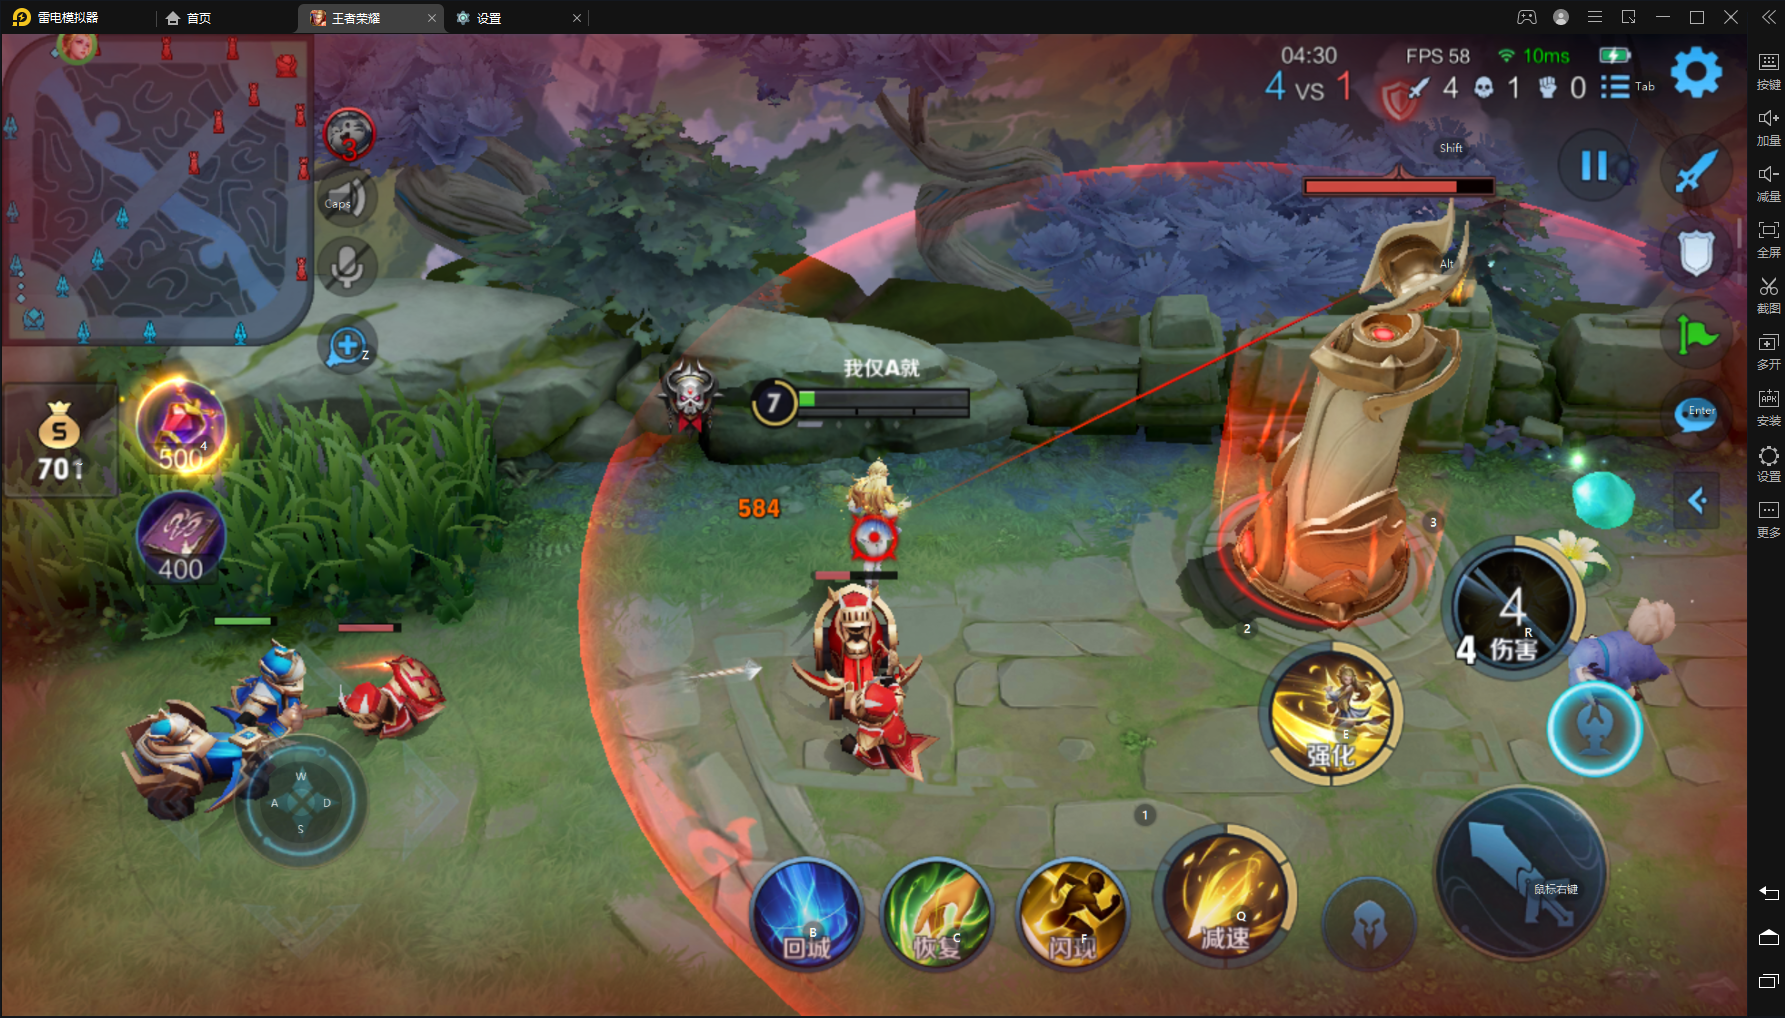 雷电模拟器
首页
王者荣耀
设置
04:30
FPS 58
10ms
4 VS 1
4
1
0
Tab
Shift
按键
加量
减量
全屏
截图
多开
安装
设置
更多
3
Caps
Alt
Z
Enter
我仅A就
7
S
701
4
500
400
584
3
2
4
R
4
伤害
E
强化
W
A
D
S
1
B
回城
C
恢复
F
闪现
Q
减速
鼠标右键
APK